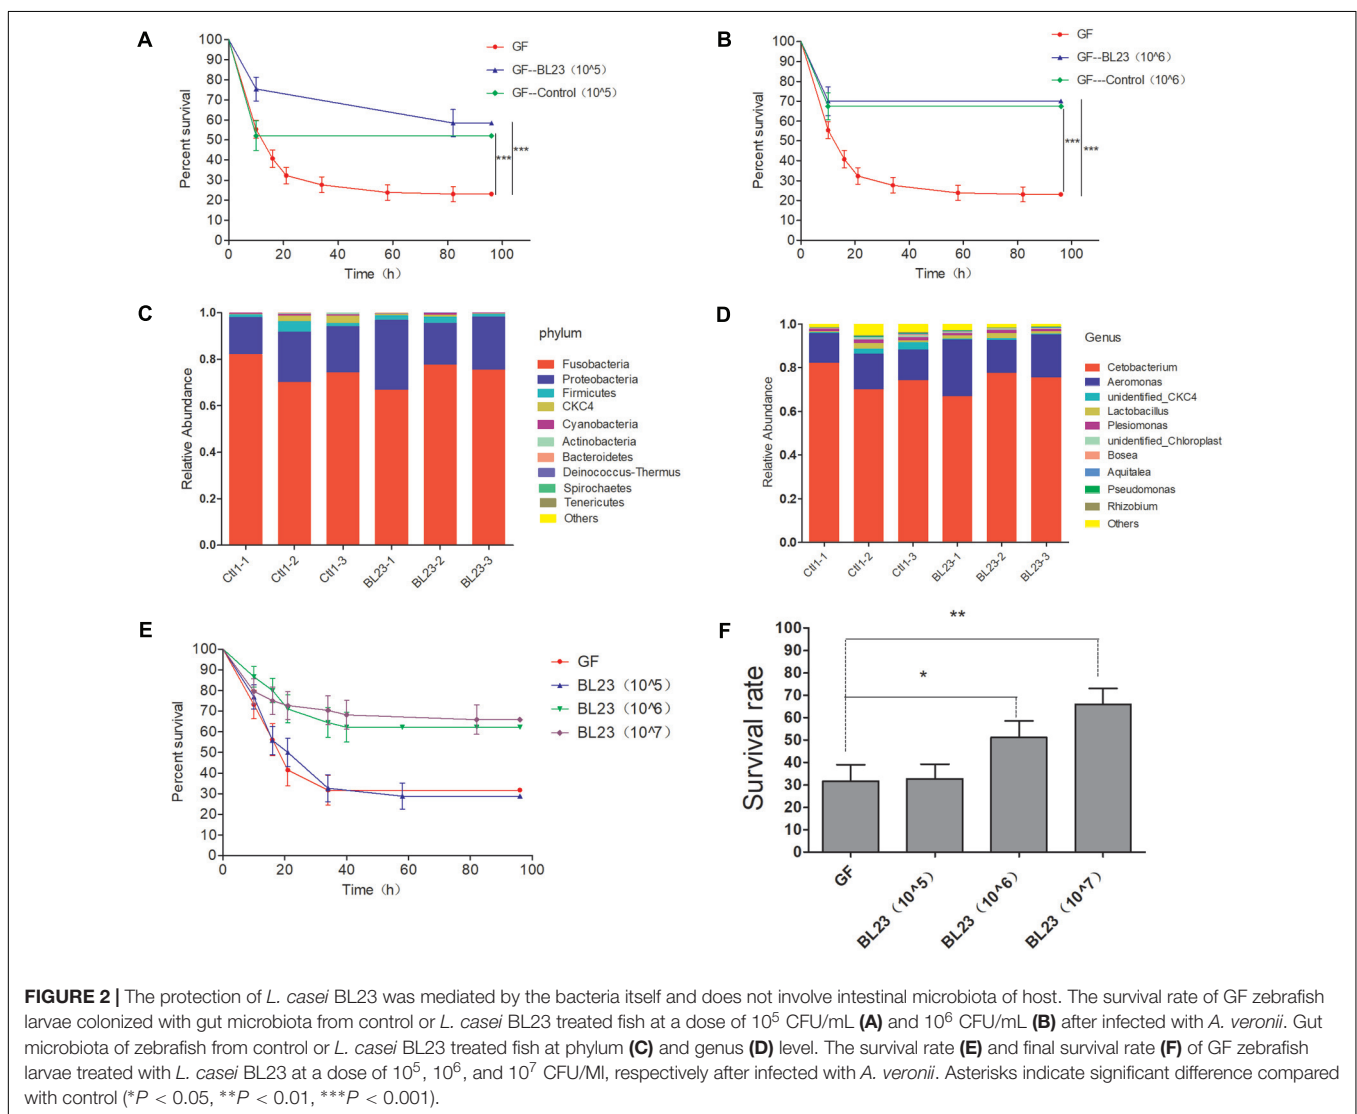 A
100
90
80
70
60
50
40
30
20
10
0
Percent survival
0 20 40 60 80 100
Time（h）
GF
GF--BL23（10^5）
GF--Control（10^5）
***
***
B
100
90
80
70
60
50
40
30
20
10
0
Percent survival
0 20 40 60 80 100
Time（h）
GF
GF--BL23（10^6）
GF---Control（10^6）
***
***
C
1.0
0.8
0.6
0.4
0.2
0.0
Relative Abundance
Ctl1-1 Ctl1-2 Ctl1-3 BL23-1 BL23-2 BL23-3
phylum
Fusobacteria
Proteobacteria
Firmicutes
CKC4
Cyanobacteria
Actinobacteria
Bacteroidetes
Deinococcus-Thermus
Spirochaetes
Tenericutes
Others
D
1.0
0.8
0.6
0.4
0.2
0.0
Relative Abundance
Ctl1-1 Ctl1-2 Ctl1-3 BL23-1 BL23-2 BL23-3
Genus
Cetobacterium
Aeromonas
unidentified_CKC4
Lactobacillus
Plesiomonas
unidentified_Chloroplast
Bosea
Aquitalea
Pseudomonas
Rhizobium
Others
E
100
90
80
70
60
50
40
30
20
10
0
Percent survival
0 20 40 60 80 100
Time（h）
GF
BL23（10^5）
BL23（10^6）
BL23（10^7）
F
100
90
80
70
60
50
40
30
20
10
0
Survival rate
**
*
GF BL23（10^5） BL23（10^6） BL23（10^7）
FIGURE 2 | The protection of L. casei BL23 was mediated by the bacteria itself and does not involve intestinal microbiota of host. The survival rate of GF zebrafish
larvae colonized with gut microbiota from control or L. casei BL23 treated fish at a dose of 10⁵ CFU/mL (A) and 10⁶ CFU/mL (B) after infected with A. veronii. Gut
microbiota of zebrafish from control or L. casei BL23 treated fish at phylum (C) and genus (D) level. The survival rate (E) and final survival rate (F) of GF zebrafish
larvae treated with L. casei BL23 at a dose of 10⁵, 10⁶, and 10⁷ CFU/Ml, respectively after infected with A. veronii. Asterisks indicate significant difference compared
with control (*P < 0.05, **P < 0.01, ***P < 0.001).